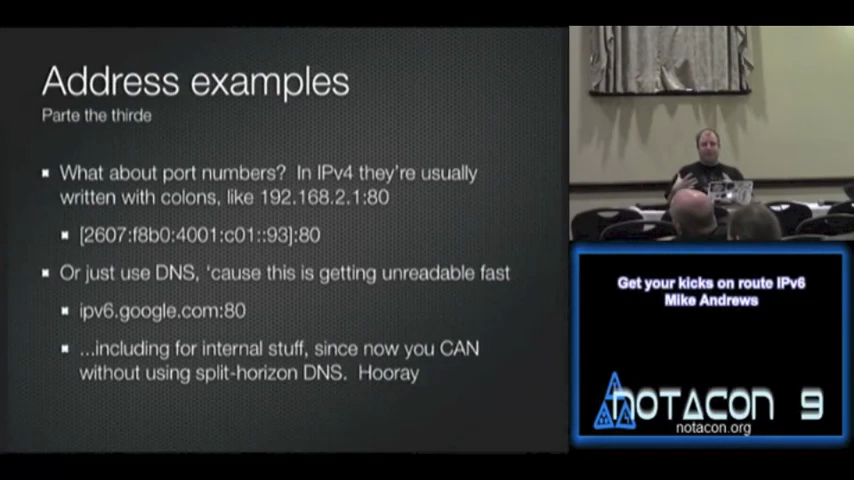 Address examples
Parte the thirde
What about port numbers? In IPv4 they're usually
written with colons, like 192.168.2.1:80
[2607:f8b0:4001:c01::93]:80
Or just use DNS, 'cause this is getting unreadable fast
ipv6.google.com:80
...including for internal stuff, since now you CAN
without using split-horizon DNS. Hooray
Get your kicks on route IPv6
Mike Andrews
NOTACON 9
notacon.org